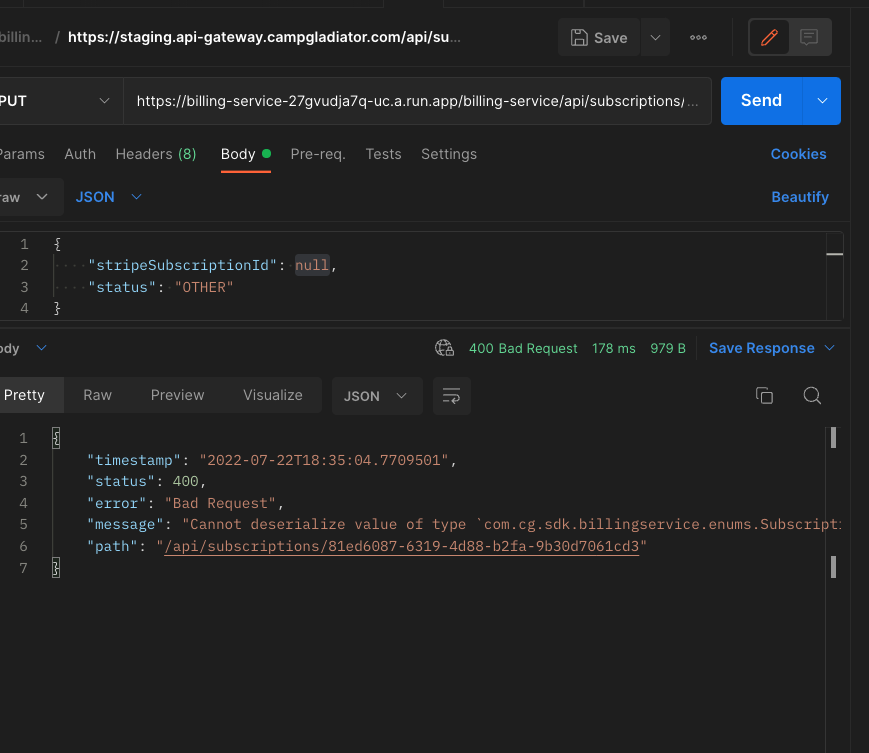 billin... / https://staging.api-gateway.campgladiator.com/api/su...
Save
PUT
https://billing-service-27gvudja7q-uc.a.run.app/billing-service/api/subscriptions/...
Send
Params Auth Headers (8) Body Pre-req. Tests Settings Cookies
raw JSON Beautify
1 {
2 "stripeSubscriptionId": null,
3 "status": "OTHER"
4 }
ody 400 Bad Request 178 ms 979 B Save Response
Pretty Raw Preview Visualize JSON
1 {
2 "timestamp": "2022-07-22T18:35:04.7709501",
3 "status": 400,
4 "error": "Bad Request",
5 "message": "Cannot deserialize value of type `com.cg.sdk.billingservice.enums.Subscripti
6 "path": "/api/subscriptions/81ed6087-6319-4d88-b2fa-9b30d7061cd3"
7 }